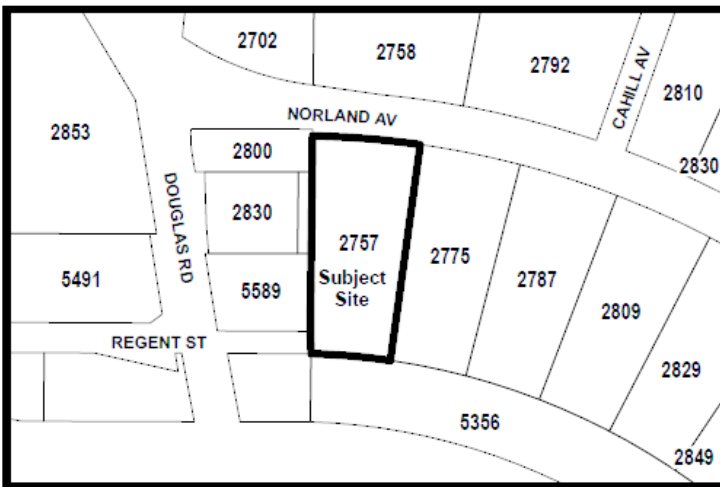 2702
2758
2792
CAHILL AV
2810
2853
NORLAND AV
2800
2830
DOUGLAS RD
2830
2757
Subject
Site
2775
2787
5491
5589
2809
REGENT ST
2829
5356
2849